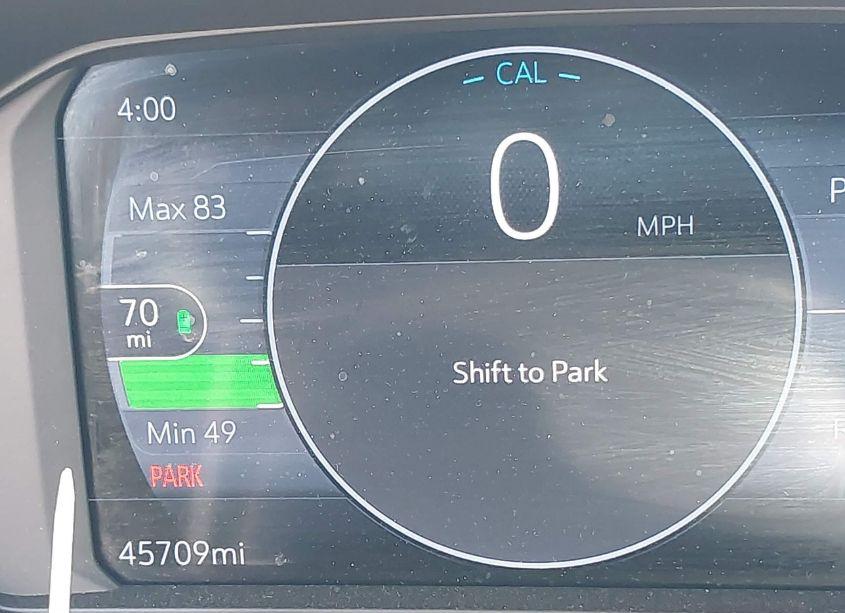 CAL
4:00
0
Max 83
MPH
70
mi
Shift to Park
Min 49
PARK
45709mi
P